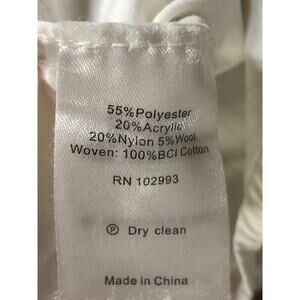 55%Polyester
20%Acrylic
20%Nylon 5%Wool
Woven: 100%BCI Cotton
RN 102993
Ⓟ Dry clean
Made in China